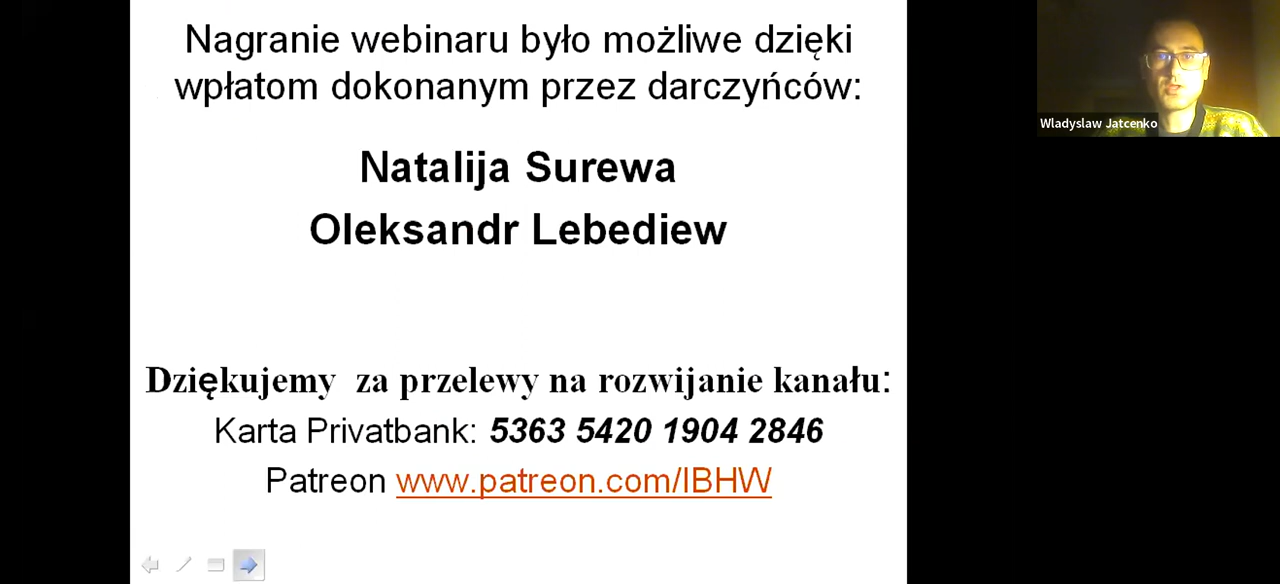 Nagranie webinaru było możliwe dzięki
wpłatom dokonanym przez darczyńców:
Natalija Surewa
Oleksandr Lebediew
Dziękujemy za przelewy na rozwijanie kanału:
Karta Privatbank: 5363 5420 1904 2846
Patreon www.patreon.com/IBHW
Wladyslaw Jatcenko